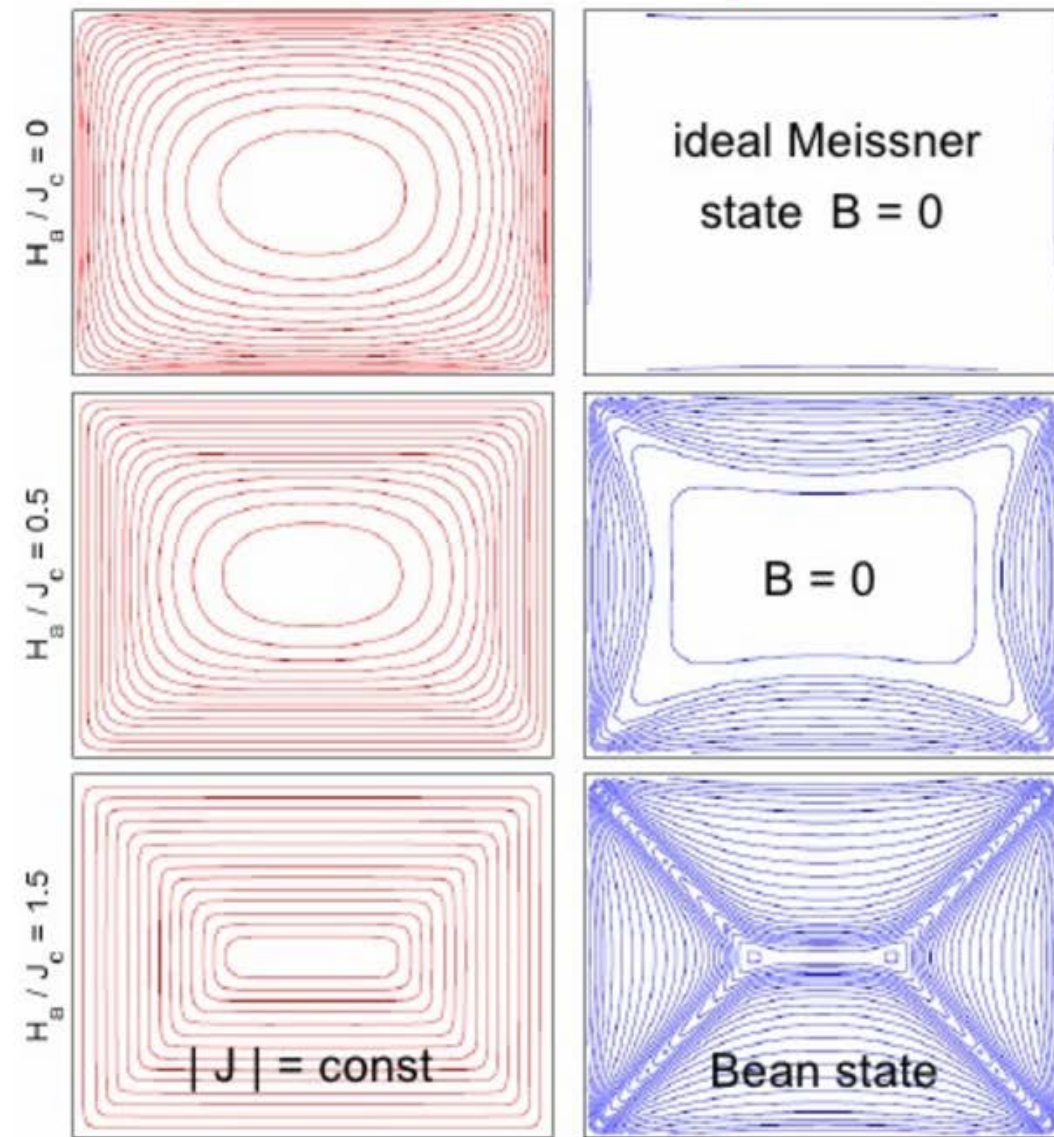 H_a / J_c = 0
ideal Meissner
state B = 0
H_a / J_c = 0.5
B = 0
H_a / J_c = 1.5
| J | = const
Bean state